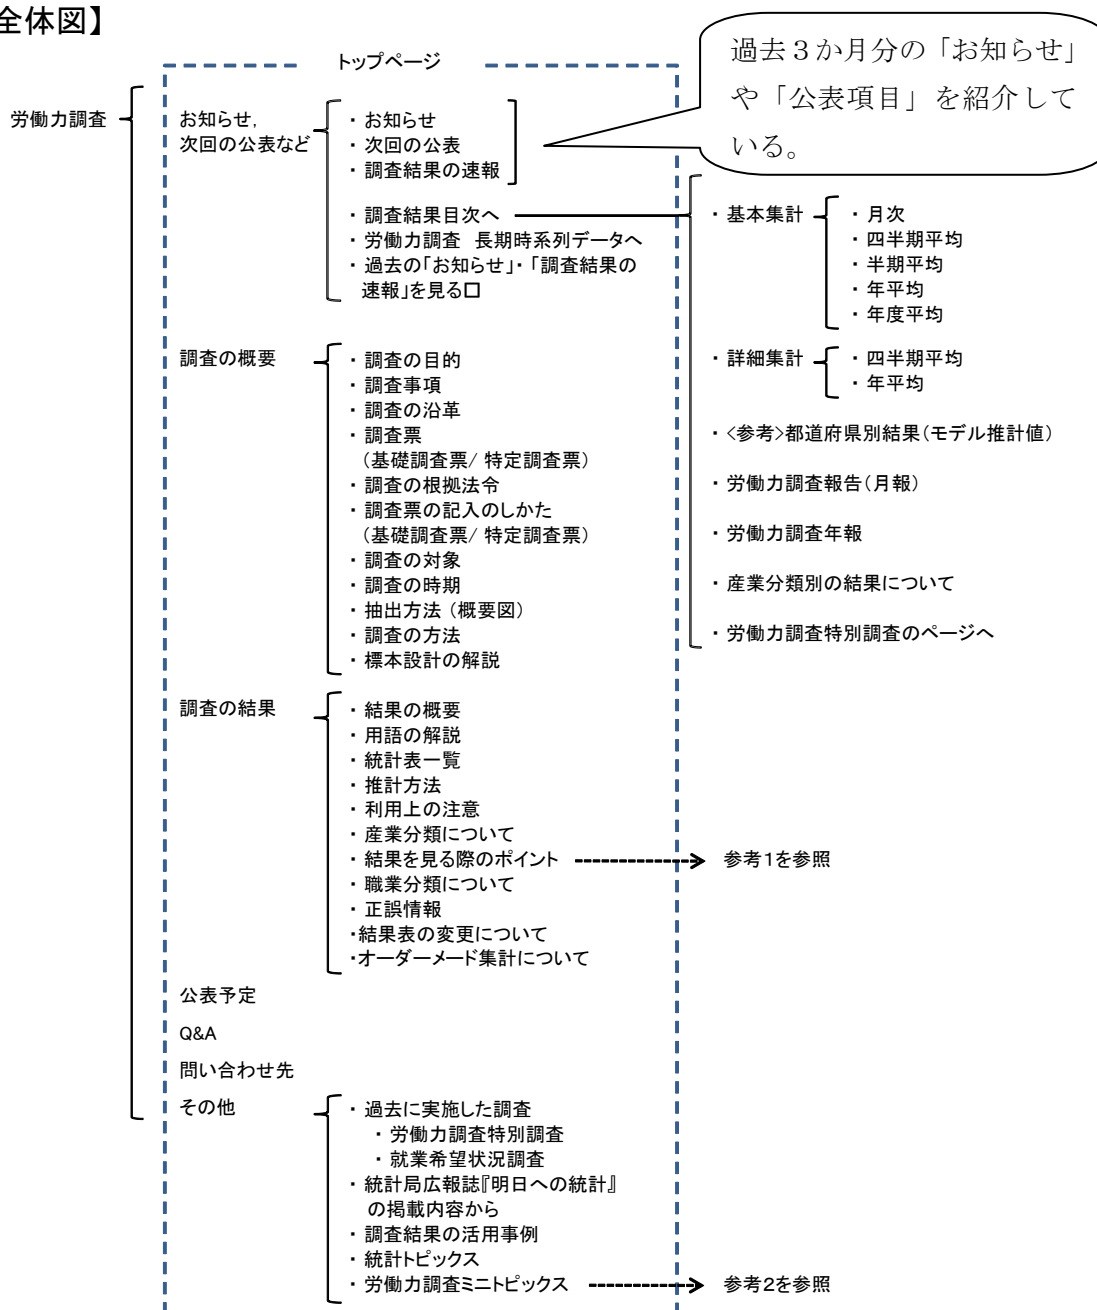 全体図】
トップページ
過去３か月分の「お知らせ」
や「公表項目」を紹介して
いる。
労働力調査
お知らせ,
次回の公表など
・お知らせ
・次回の公表
・調査結果の速報
・調査結果目次へ
・労働力調査　長期時系列データへ
・過去の「お知らせ」・「調査結果の
速報」を見る□
・基本集計
・月次
・四半期平均
・半期平均
・年平均
・年度平均
・詳細集計
・四半期平均
・年平均
・<参考>都道府県別結果（モデル推計値）
・労働力調査報告（月報）
・労働力調査年報
・産業分類別の結果について
・労働力調査特別調査のページへ
調査の概要
・調査の目的
・調査事項
・調査の沿革
・調査票
（基礎調査票/ 特定調査票）
・調査の根拠法令
・調査票の記入のしかた
（基礎調査票/ 特定調査票）
・調査の対象
・調査の時期
・抽出方法（概要図）
・調査の方法
・標本設計の解説
調査の結果
・結果の概要
・用語の解説
・統計表一覧
・推計方法
・利用上の注意
・産業分類について
・結果を見る際のポイント
参考1を参照
・職業分類について
・正誤情報
・結果表の変更について
・オーダーメード集計について
公表予定
Q&A
問い合わせ先
その他
・過去に実施した調査
・労働力調査特別調査
・就業希望状況調査
・統計局広報誌『明日への統計』
の掲載内容から
・調査結果の活用事例
・統計トピックス
・労働力調査ミニトピックス
参考2を参照